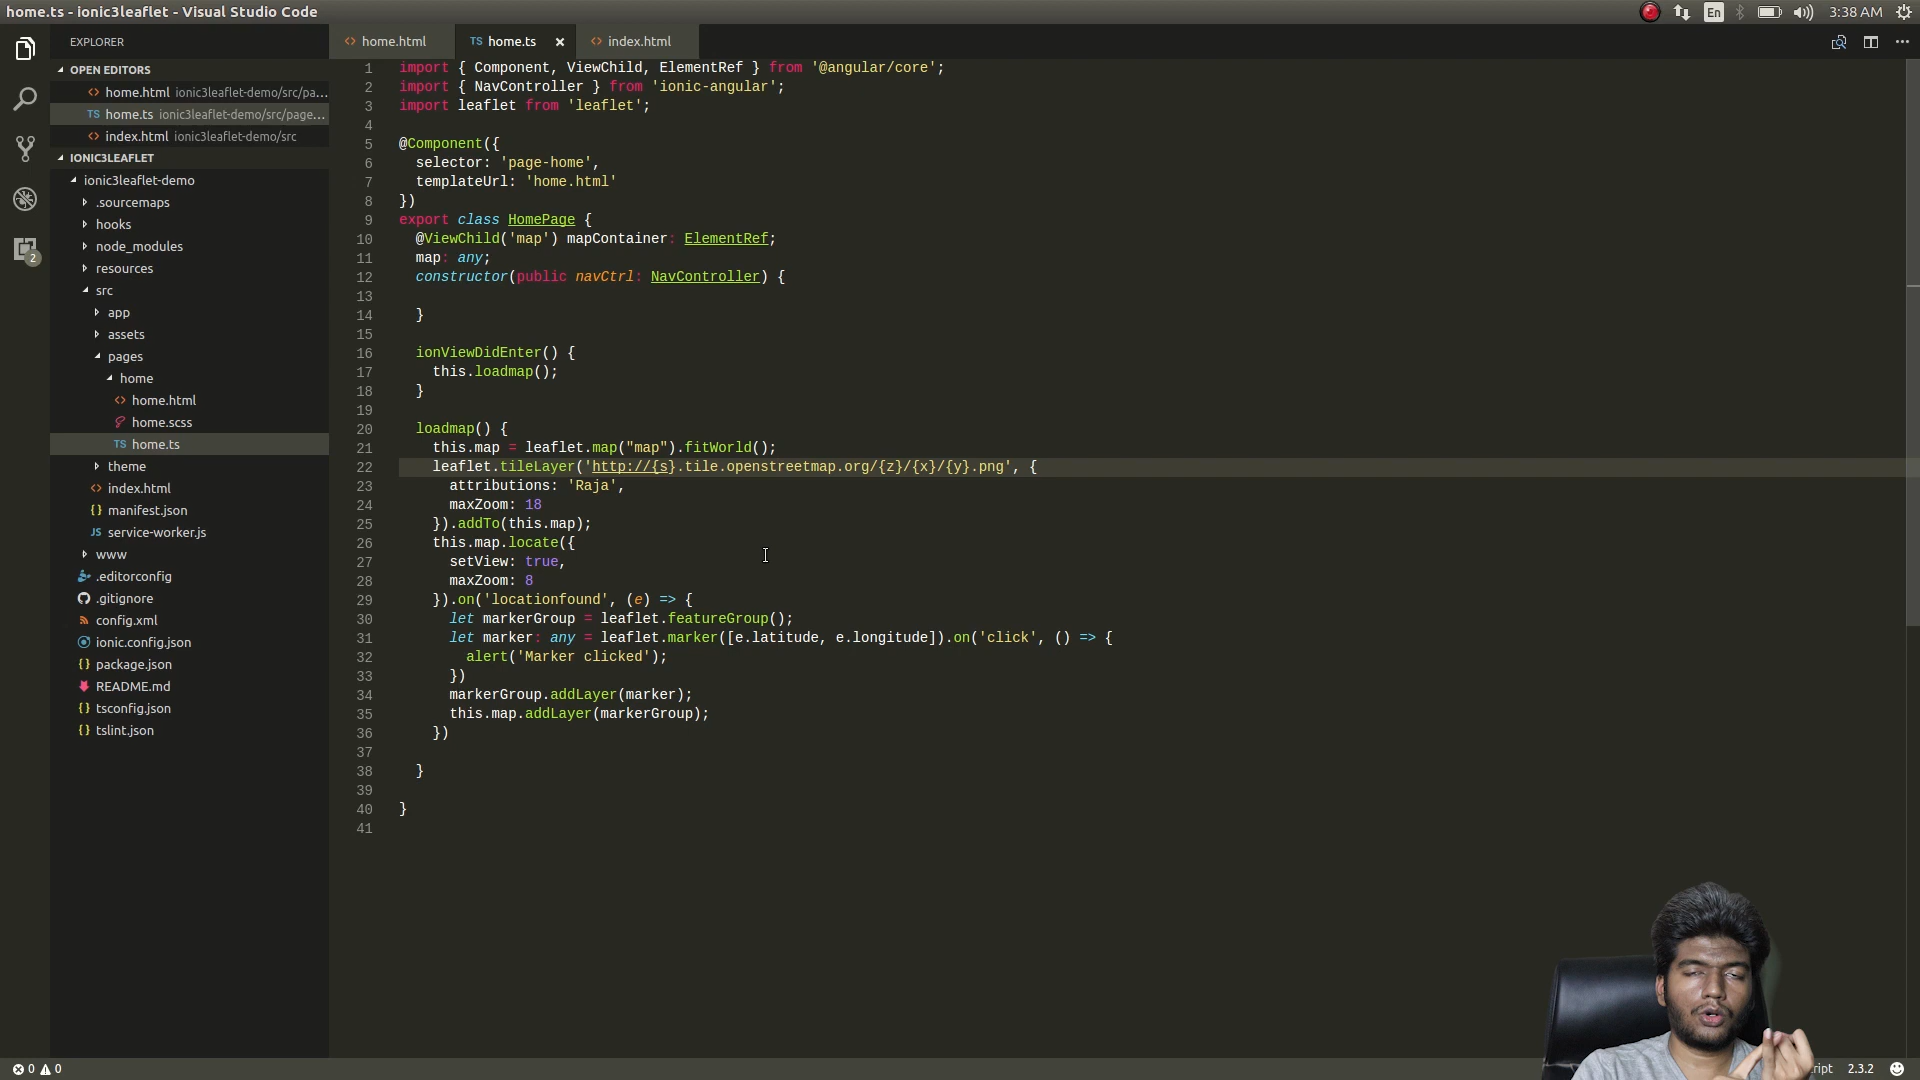 home.ts - ionic3leaflet - Visual Studio Code
En
3:38 AM
EXPLORER
OPEN EDITORS
home.html ionic3leaflet-demo/src/pa...
home.ts ionic3leaflet-demo/src/page...
index.html ionic3leaflet-demo/src
IONIC3LEAFLET
ionic3leaflet-demo
.sourcemaps
hooks
node_modules
resources
src
app
assets
pages
home
home.html
home.scss
TS home.ts
theme
index.html
manifest.json
JS service-worker.js
www
.editorconfig
.gitignore
config.xml
ionic.config.json
package.json
README.md
tsconfig.json
tslint.json
2
home.html
TS home.ts
index.html
1 import { Component, ViewChild, ElementRef } from '@angular/core';
2 import { NavController } from 'ionic-angular';
3 import leaflet from 'leaflet';
4
5 @Component({
6   selector: 'page-home',
7   templateUrl: 'home.html'
8 })
9 export class HomePage {
10   @ViewChild('map') mapContainer: ElementRef;
11   map: any;
12   constructor(public navCtrl: NavController) {
13
14   }
15
16   ionViewDidEnter() {
17     this.loadmap();
18   }
19
20   loadmap() {
21     this.map = leaflet.map("map").fitWorld();
22     leaflet.tileLayer('http://{s}.tile.openstreetmap.org/{z}/{x}/{y}.png', {
23       attributions: 'Raja',
24       maxZoom: 18
25     }).addTo(this.map);
26     this.map.locate({
27       setView: true,
28       maxZoom: 8
29     }).on('locationfound', (e) => {
30       let markerGroup = leaflet.featureGroup();
31       let marker: any = leaflet.marker([e.latitude, e.longitude]).on('click', () => {
32         alert('Marker clicked');
33       })
34       markerGroup.addLayer(marker);
35       this.map.addLayer(markerGroup);
36     })
37
38   }
39
40 }
41
0 0
ript 2.3.2